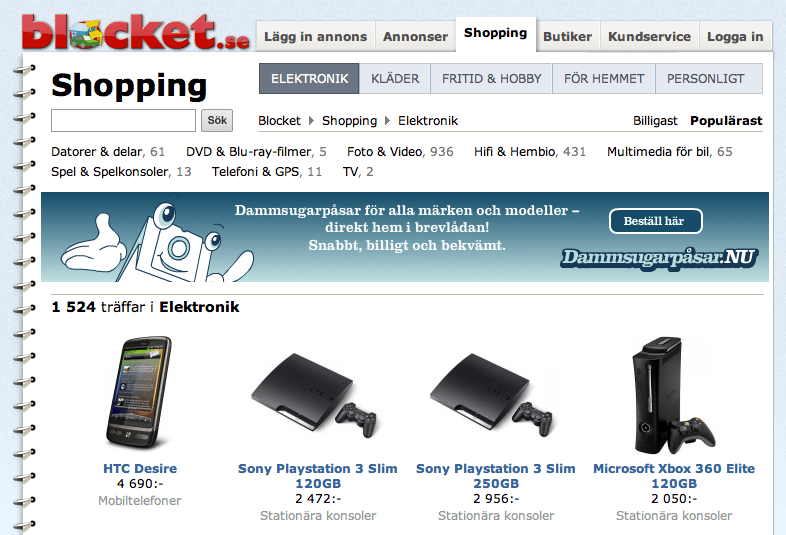 blocket.se
Lägg in annons
Annonser
Shopping
Butiker
Kundservice
Logga in
Shopping
ELEKTRONIK
KLÄDER
FRITID & HOBBY
FÖR HEMMET
PERSONLIGT
Sök
Blocket
Shopping
Elektronik
Billigast
Populärast
Datorer & delar, 61
DVD & Blu-ray-filmer, 5
Foto & Video, 936
Hifi & Hembio, 431
Multimedia för bil, 65
Spel & Spelkonsoler, 13
Telefoni & GPS, 11
TV, 2
Dammsugarpåsar för alla märken och modeller –
direkt hem i brevlådan!
Snabbt, billigt och bekvämt.
Beställ här
Dammsugarpåsar.NU
1 524 träffar i Elektronik
HTC Desire
4 690:-
Mobiltelefoner
Sony Playstation 3 Slim
120GB
2 472:-
Stationära konsoler
Sony Playstation 3 Slim
250GB
2 956:-
Stationära konsoler
Microsoft Xbox 360 Elite
120GB
2 050:-
Stationära konsoler